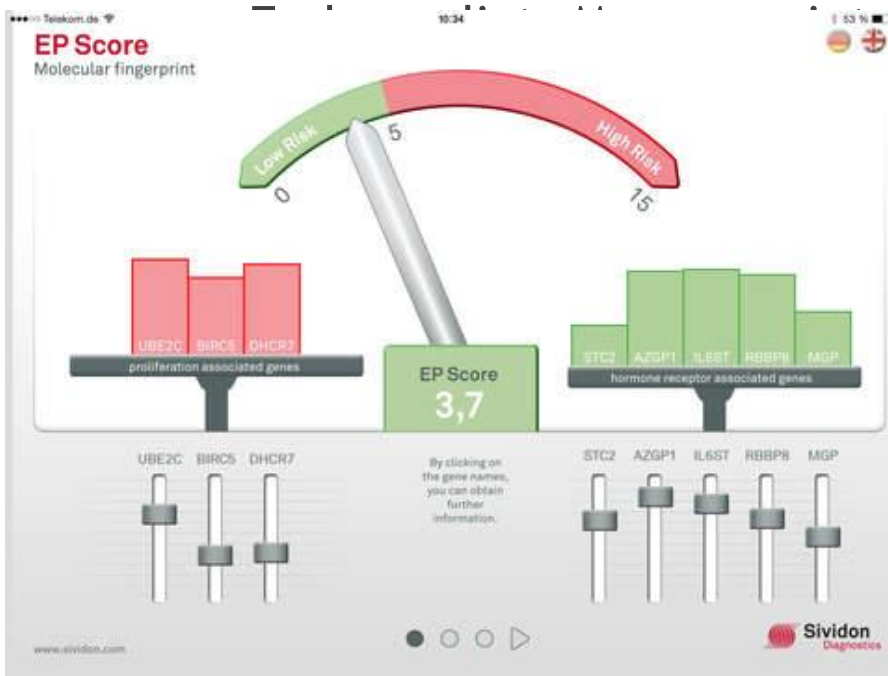 Telekom.de
10:34
53 %
EP Score
Molecular fingerprint
Low Risk
High Risk
0
5
15
UBE2C BIRC5 DHCR7
proliferation associated genes
STC2 AZGP1 IL6ST RBBP8 MGP
hormone receptor associated genes
EP Score
3,7
UBE2C BIRC5 DHCR7
By clicking on
the gene names,
you can obtain
further
information.
STC2 AZGP1 IL6ST RBBP8 MGP
www.sividon.com
Sividon
Diagnostics